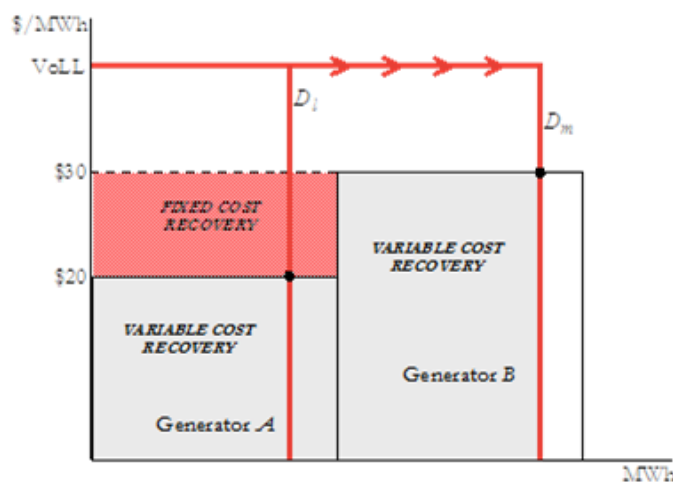 $/MWh
VoLL
D₁
Dₘ
$30
FIXED COST
RECOVERY
$20
VARIABLE COST
RECOVERY
VARIABLE COST
RECOVERY
Generator B
Generator A
MWh